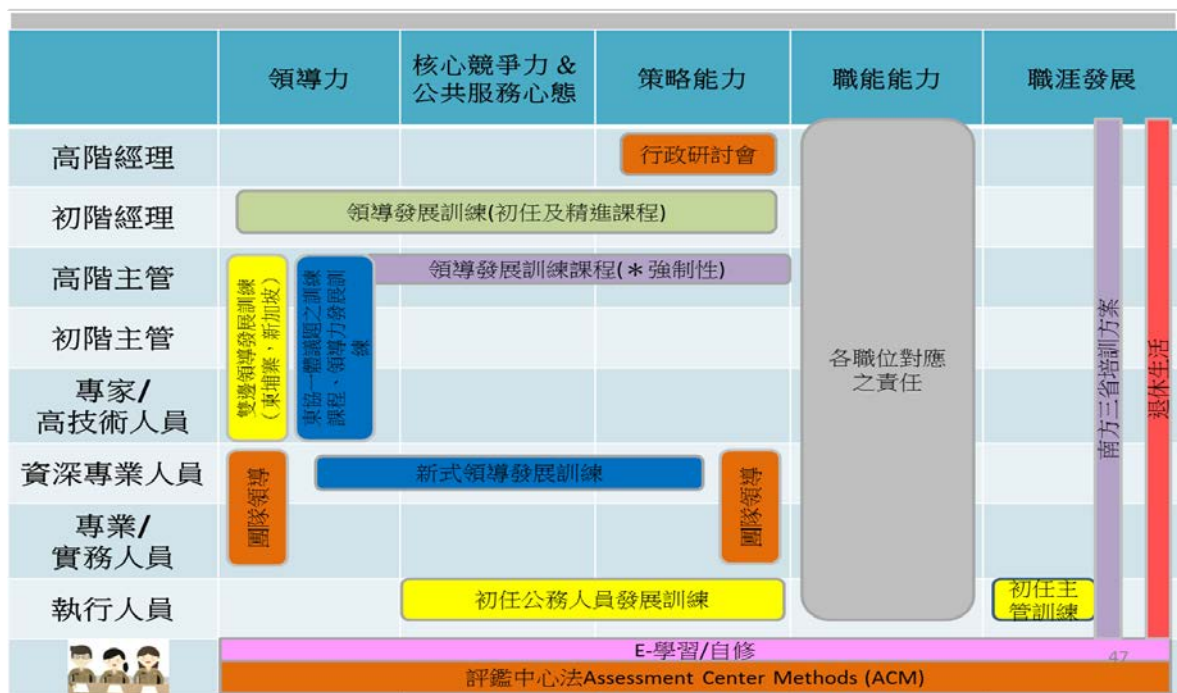 領導力
核心競爭力 &
公共服務心態
策略能力
職能能力
職涯發展
高階經理
行政研討會
初階經理
領導發展訓練(初任及精進課程)
高階主管
領導發展訓練課程(＊強制性)
初階主管
專家/
高技術人員
雙邊領導發展訓練
（柬埔寨，新加坡）
東協一體議題之訓練
課程、領導力發展訓
練
各職位對應
之責任
南方三省培訓方案
退休生活
資深專業人員
團隊領導
新式領導發展訓練
團隊領導
專業/
實務人員
執行人員
初任公務人員發展訓練
初任主
管訓練
E-學習/自修
47
評鑑中心法Assessment Center Methods (ACM)